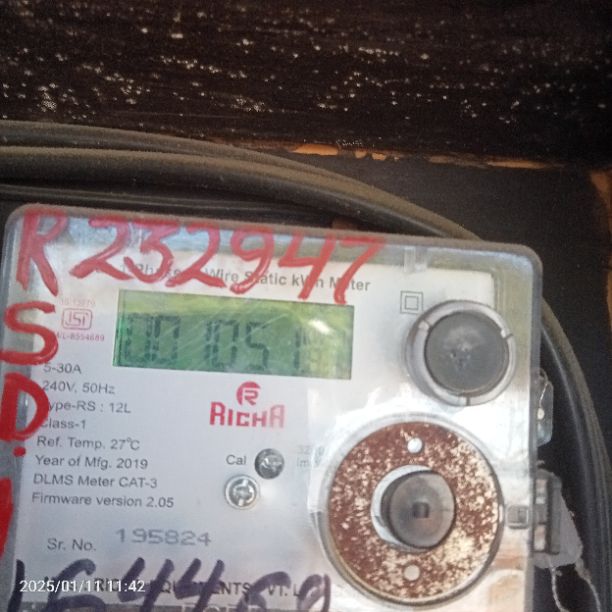 R232947
Wire Static kWh Meter
S
D.
ISI
001051
5-30A
240V, 50Hz
Type-RS : 12L
Class-1
Ref. Temp. 27°C
Year of Mfg. 2019
DLMS Meter CAT-3
Firmware version 2.05
R
RICHA
Cal
Sr. No. 195824
164469
2025/01/11 11:42